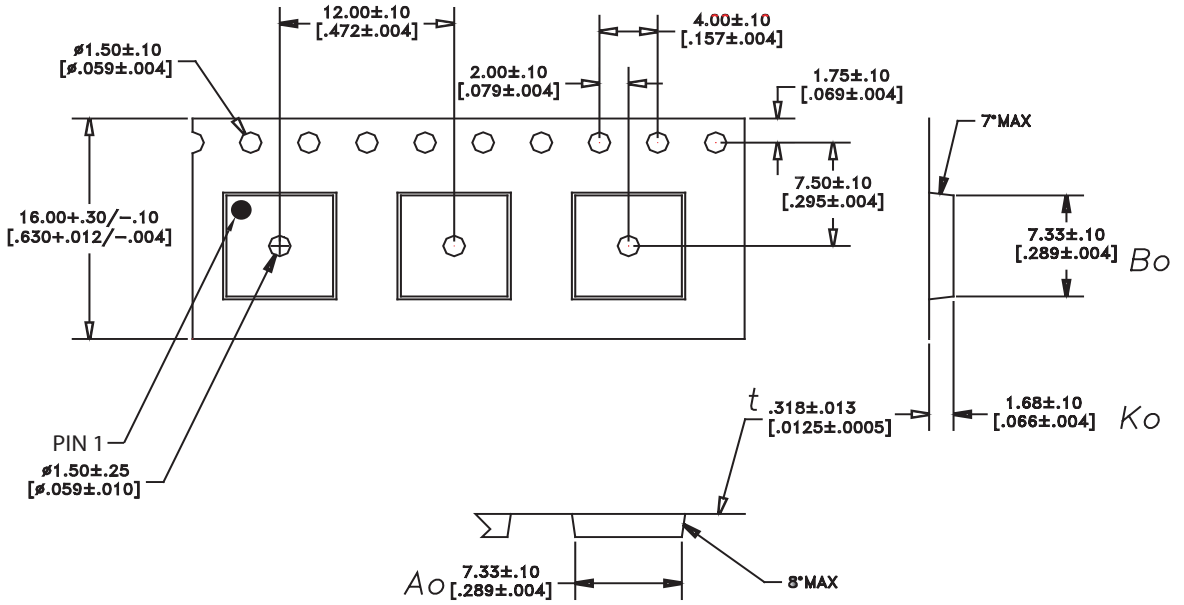 12.00±.10
[.472±.004]
4.00±.10
[.157±.004]
ø1.50±.10
[ø.059±.004]
2.00±.10
[.079±.004]
1.75±.10
[.069±.004]
7°MAX
7.50±.10
[.295±.004]
16.00+.30/−.10
[.630+.012/−.004]
7.33±.10
[.289±.004]
Bo
t
.318±.013
[.0125±.0005]
1.68±.10
[.066±.004]
Ko
PIN 1
ø1.50±.25
[ø.059±.010]
Ao
7.33±.10
[.289±.004]
8°MAX